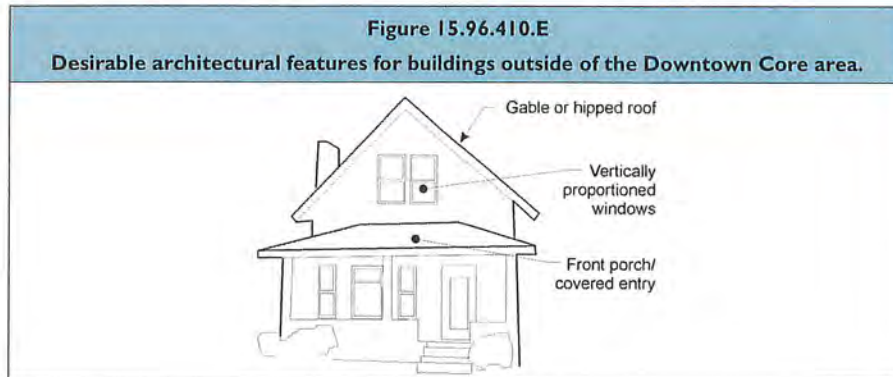 Figure 15.96.410.E
Desirable architectural features for buildings outside of the Downtown Core area.
Gable or hipped roof
Vertically
proportioned
windows
Front porch/
covered entry